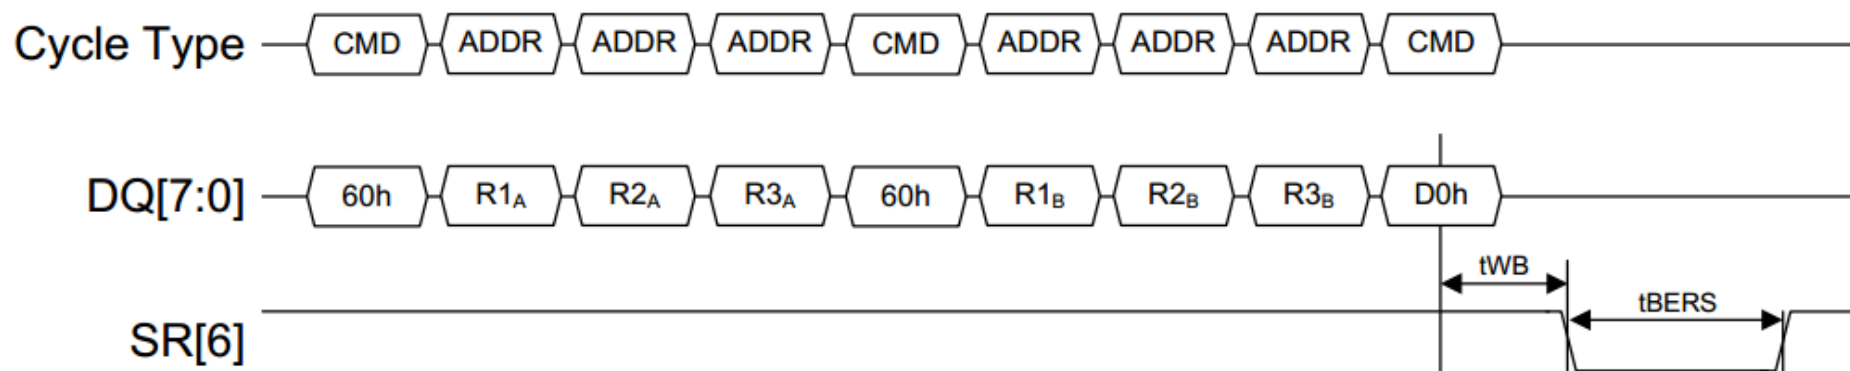 Cycle Type CMD ADDR ADDR ADDR CMD ADDR ADDR ADDR CMD
DQ[7:0] 60h R1A R2A R3A 60h R1B R2B R3B D0h
tWB
tBERS
SR[6]